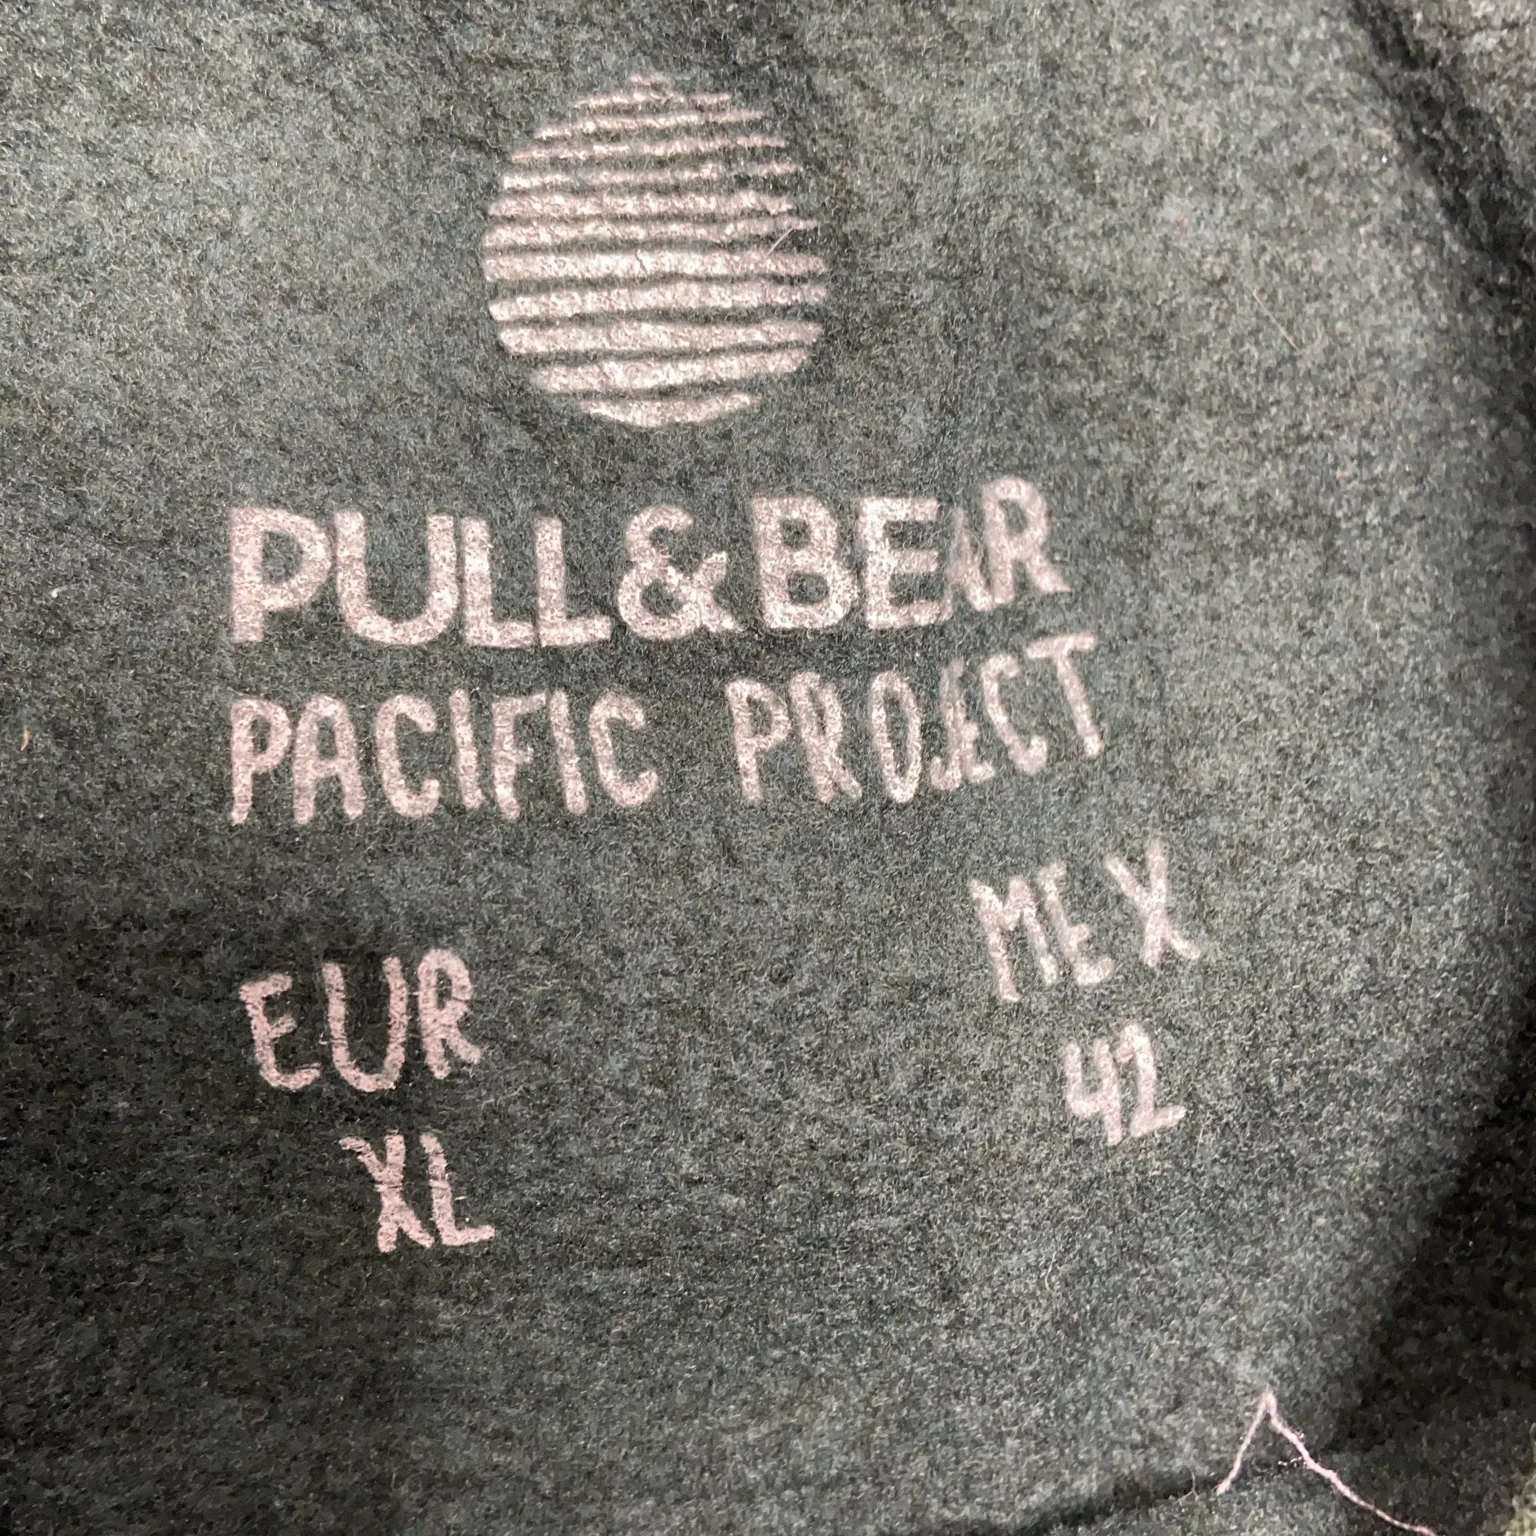 PULL&BEAR
PACIFIC PROJECT
EUR MEX
XL 42